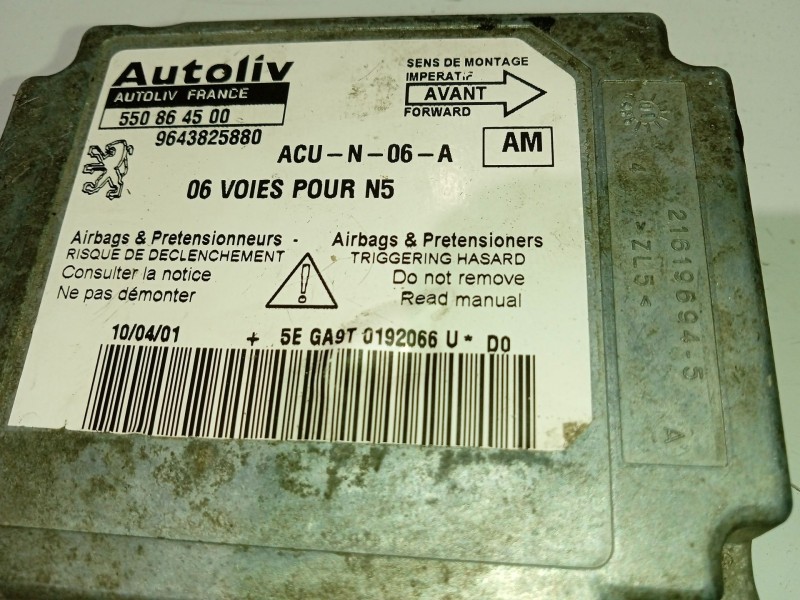 Autoliv
AUTOLIV FRANCE
550 86 45 00
9643825880
SENS DE MONTAGE
IMPERATIF
AVANT
FORWARD
ACU-N-06-A
AM
06 VOIES POUR N5
Airbags & Pretensionneurs -
RISQUE DE DECLENCHEMENT
Consulter la notice
Ne pas démonter
Airbags & Pretensioners
TRIGGERING HASARD
Do not remove
Read manual
10/04/01 + 5E GA9T 0192066 U* D0
21619694-5 A
>ZL5<